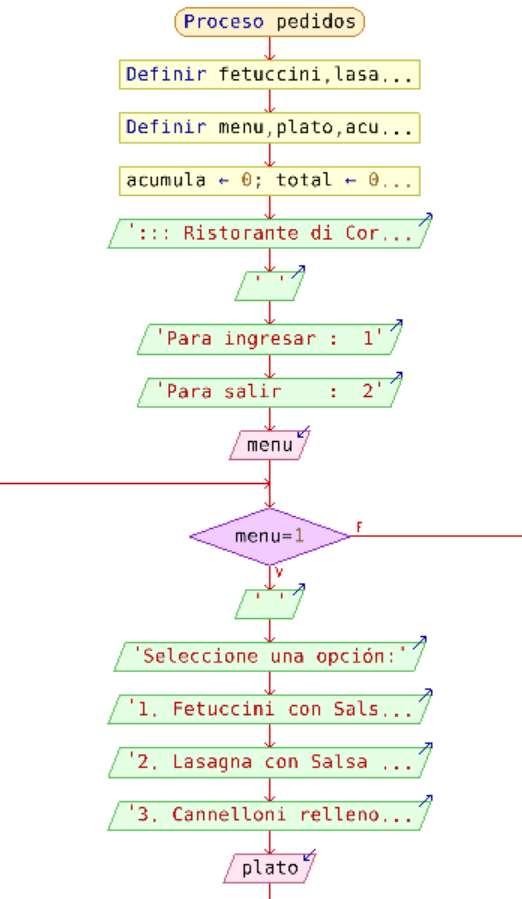 Proceso pedidos
Definir fetuccini,lasa...
Definir menu,plato,acu...
acumula ← 0; total ← 0...
'::: Ristorante di Cor...
' '
'Para ingresar :  1'
'Para salir    :  2'
menu
menu=1
F
V
' '
'Seleccione una opción:'
'1. Fetuccini con Sals...
'2. Lasagna con Salsa ...
'3. Cannelloni relleno...
plato